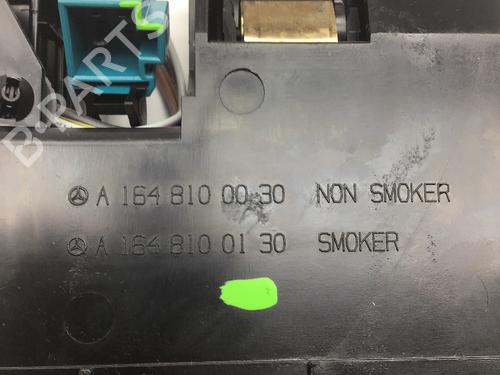 B-PARTS
A 164 810 00 30 NON SMOKER
A 164 810 01 30 SMOKER